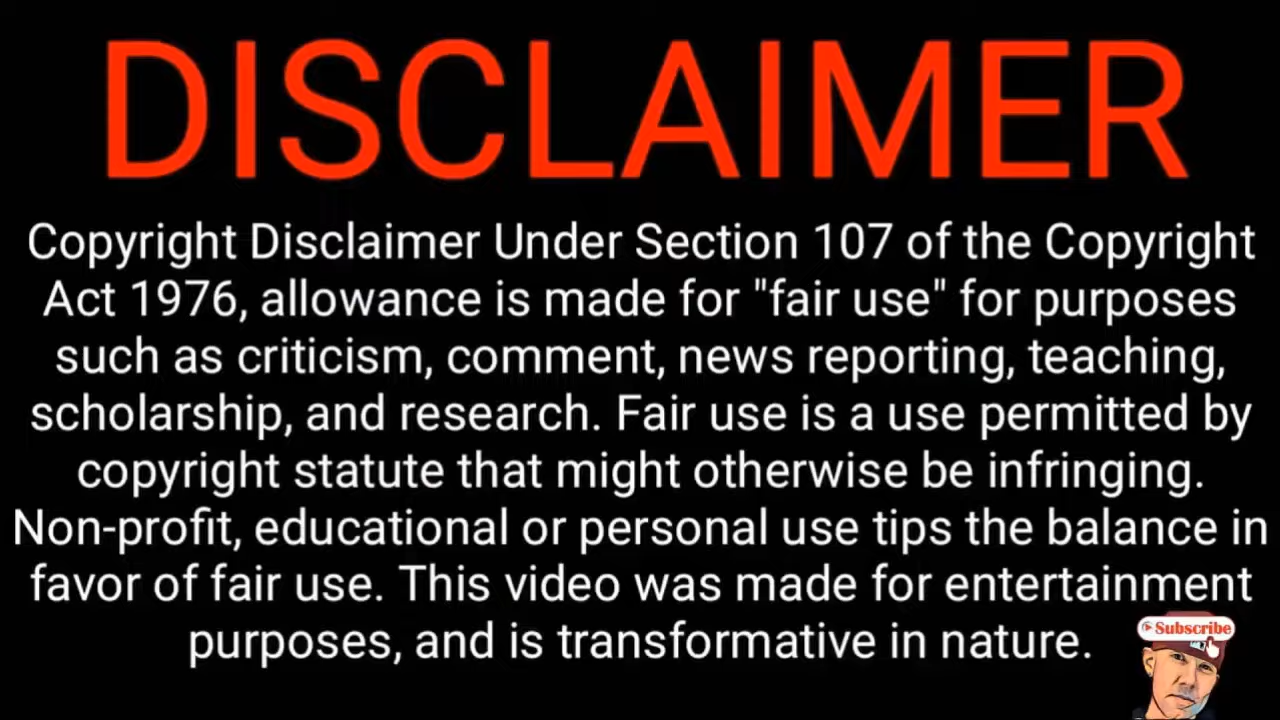 DISCLAIMER
Copyright Disclaimer Under Section 107 of the Copyright
Act 1976, allowance is made for "fair use" for purposes
such as criticism, comment, news reporting, teaching,
scholarship, and research. Fair use is a use permitted by
copyright statute that might otherwise be infringing.
Non-profit, educational or personal use tips the balance in
favor of fair use. This video was made for entertainment
purposes, and is transformative in nature.
Subscribe